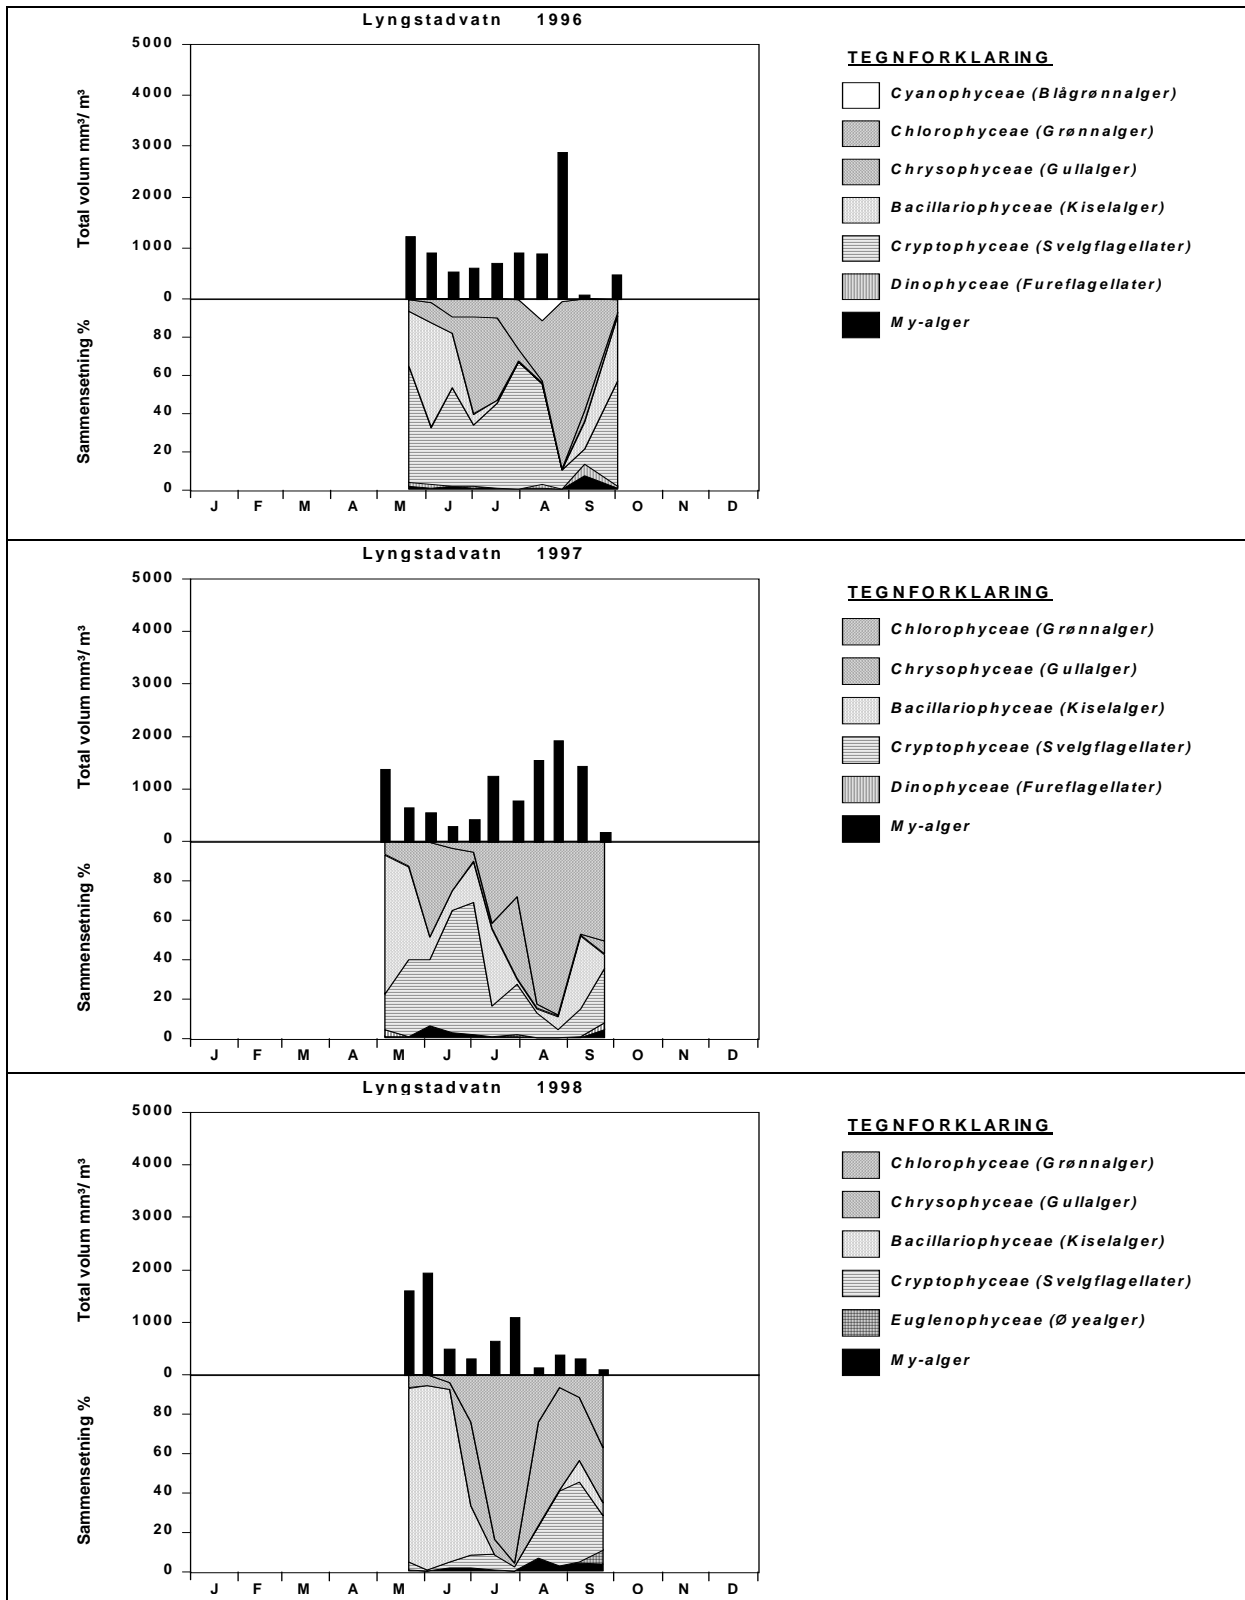 Lyngstadvatn 1996
Total volum mm³/ m³
5000
4000
3000
2000
1000
0
Sammensetning %
80
60
40
20
0
J F M A M J J A S O N D
TEGNFORKLARING
Cyanophyceae (Blågrønnalger)
Chlorophyceae (Grønnalger)
Chrysophyceae (Gullalger)
Bacillariophyceae (Kiselalger)
Cryptophyceae (Svelgflagellater)
Dinophyceae (Fureflagellater)
My-alger
Lyngstadvatn 1997
Total volum mm³/ m³
5000
4000
3000
2000
1000
0
Sammensetning %
80
60
40
20
0
J F M A M J J A S O N D
TEGNFORKLARING
Chlorophyceae (Grønnalger)
Chrysophyceae (Gullalger)
Bacillariophyceae (Kiselalger)
Cryptophyceae (Svelgflagellater)
Dinophyceae (Fureflagellater)
My-alger
Lyngstadvatn 1998
Total volum mm³/ m³
5000
4000
3000
2000
1000
0
Sammensetning %
80
60
40
20
0
J F M A M J J A S O N D
TEGNFORKLARING
Chlorophyceae (Grønnalger)
Chrysophyceae (Gullalger)
Bacillariophyceae (Kiselalger)
Cryptophyceae (Svelgflagellater)
Euglenophyceae (Øyealger)
My-alger